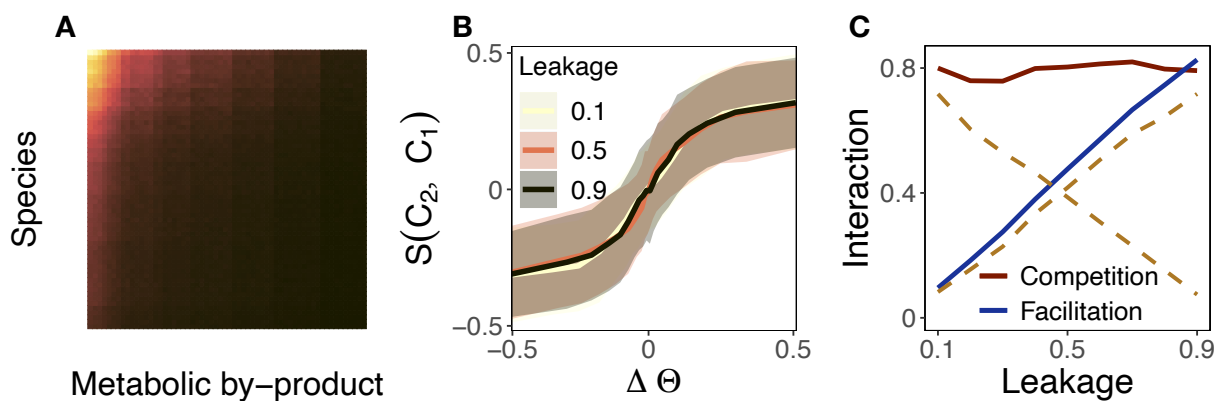 A
Species
Metabolic by−product
B
S(C₂, C₁)
0.5
0
−0.5
Leakage
0.1
0.5
0.9
−0.5
0
0.5
Δ Θ
C
Interaction
0.8
0.4
0
Competition
Facilitation
0.1
0.5
0.9
Leakage